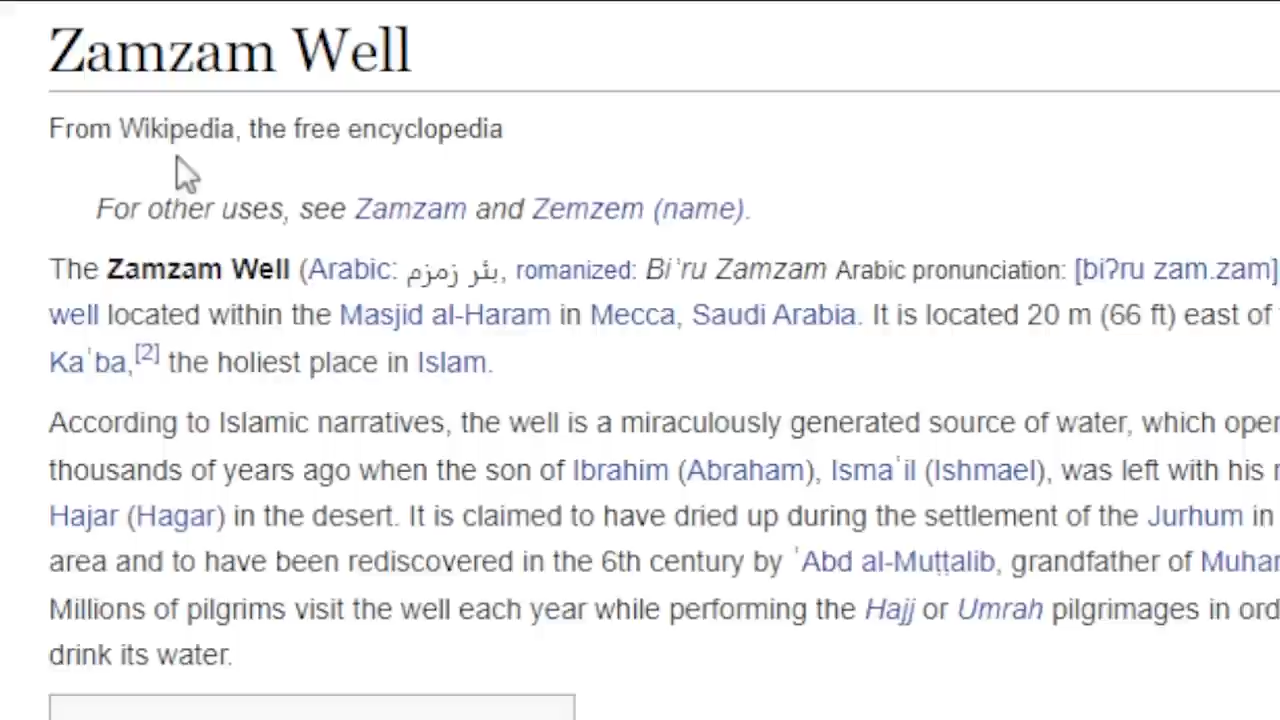 Zamzam Well
From Wikipedia, the free encyclopedia
For other uses, see Zamzam and Zemzem (name).
The Zamzam Well (Arabic: بئر زمزم, romanized: Biʾru Zamzam Arabic pronunciation: [biʔru zam.zam]
well located within the Masjid al-Haram in Mecca, Saudi Arabia. It is located 20 m (66 ft) east of
Kaʿba,[2] the holiest place in Islam.
According to Islamic narratives, the well is a miraculously generated source of water, which oper
thousands of years ago when the son of Ibrahim (Abraham), Ismaʿil (Ishmael), was left with his
Hajar (Hagar) in the desert. It is claimed to have dried up during the settlement of the Jurhum in
area and to have been rediscovered in the 6th century by ʿAbd al-Muṭṭalib, grandfather of Muhar
Millions of pilgrims visit the well each year while performing the Hajj or Umrah pilgrimages in ord
drink its water.